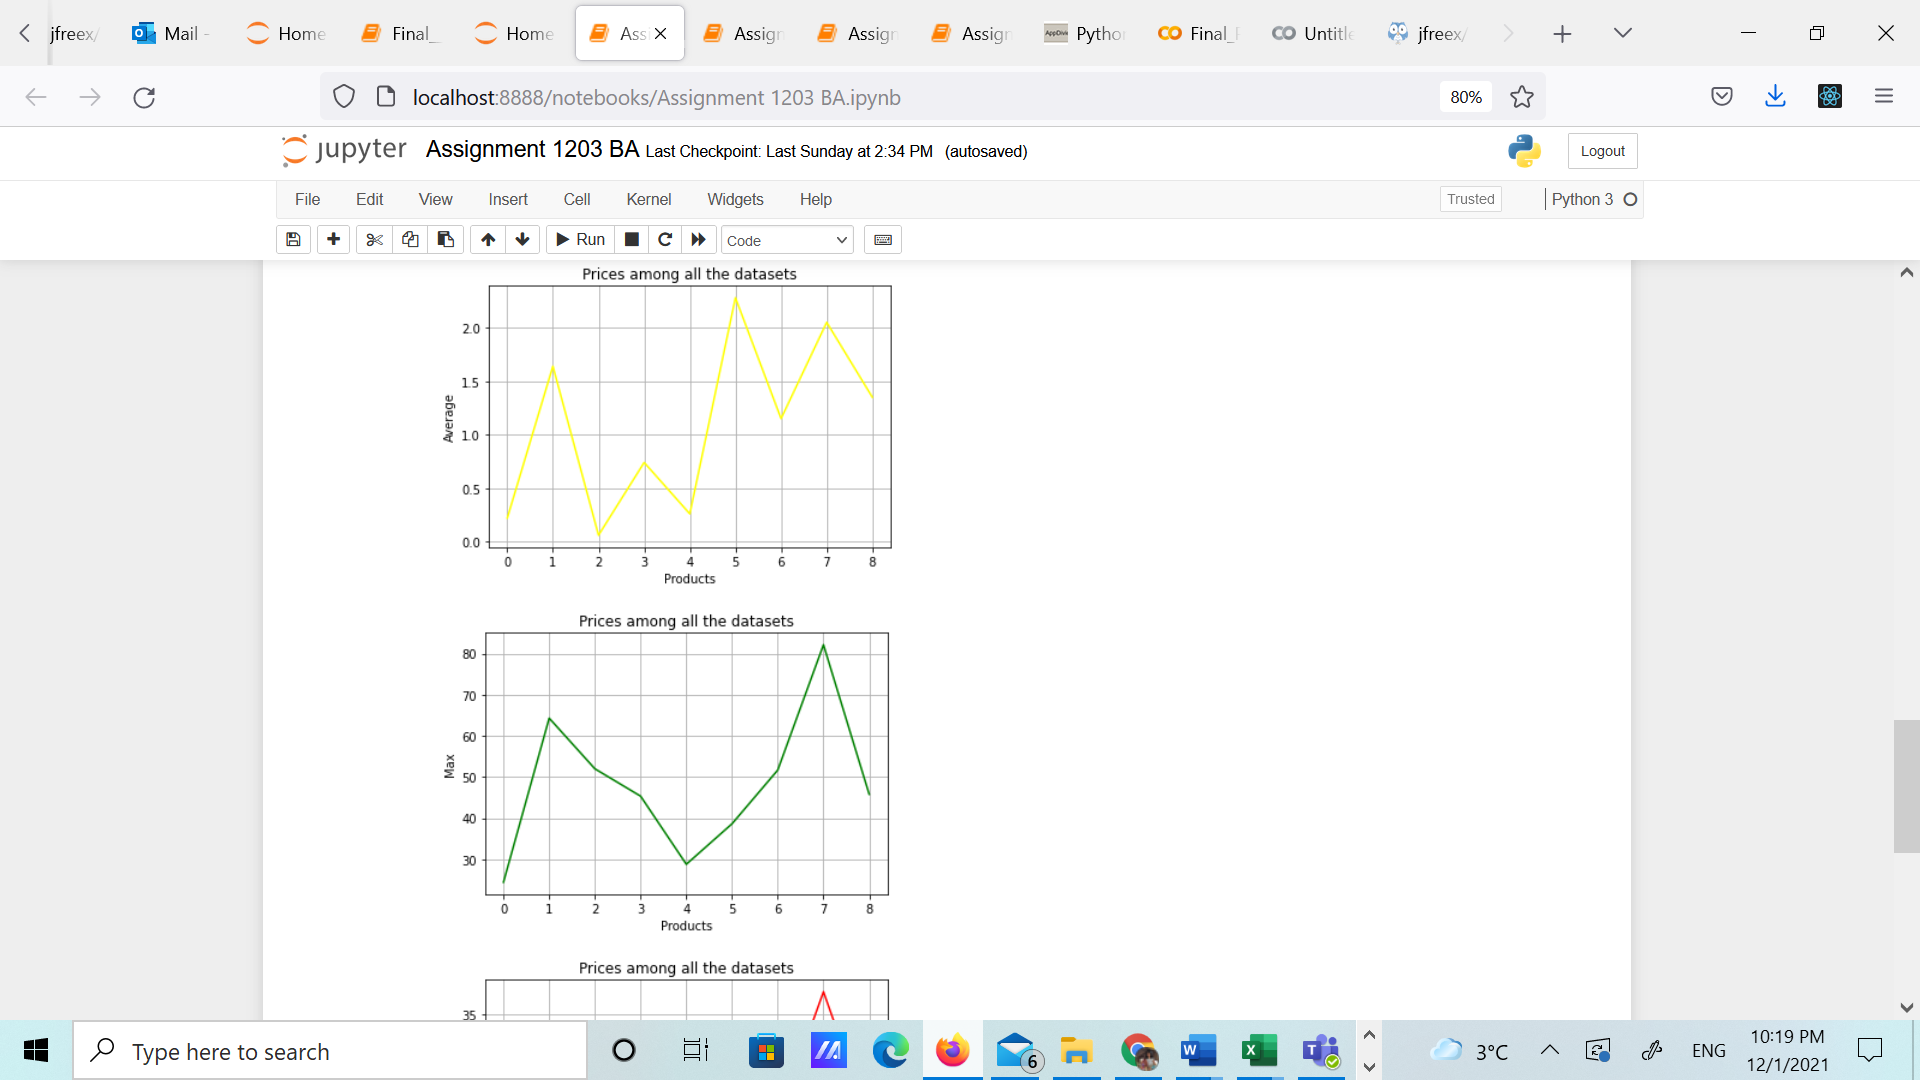 jfreex/ Mail - Home Final_ Home Ass Assign Assign Assign Pytho Final_ Untitle jfreex/
localhost:8888/notebooks/Assignment 1203 BA.ipynb 80%
jupyter Assignment 1203 BA Last Checkpoint: Last Sunday at 2:34 PM (autosaved) Logout
File Edit View Insert Cell Kernel Widgets Help Trusted Python 3
Run Code
Prices among all the datasets
2.0
1.5
Average
1.0
0.5
0.0
0 1 2 3 4 5 6 7 8
Products
Prices among all the datasets
80
70
60
Max
50
40
30
0 1 2 3 4 5 6 7 8
Products
Prices among all the datasets
35
Type here to search 6 3°C ENG 10:19 PM
12/1/2021